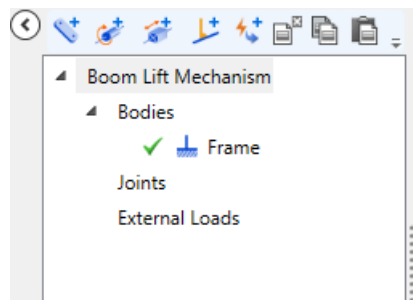 Boom Lift Mechanism
Bodies
Frame
Joints
External Loads